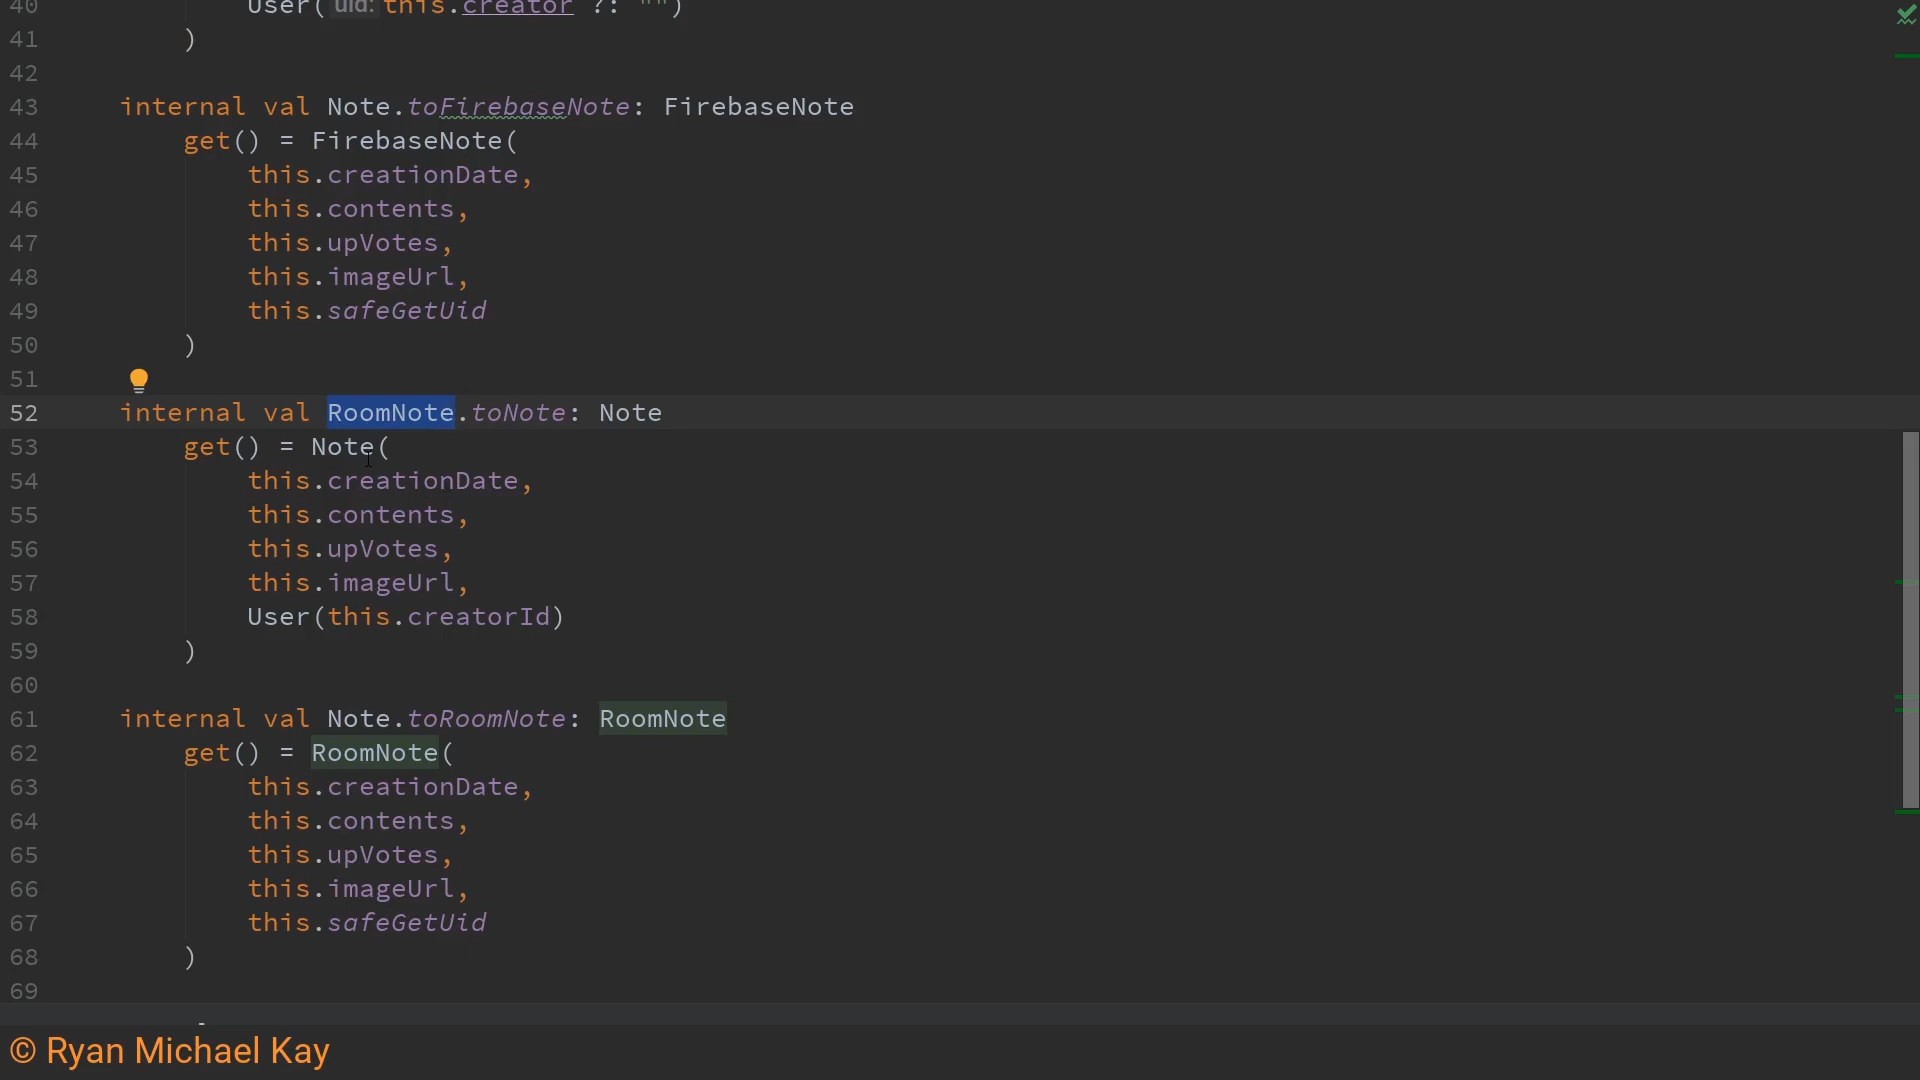 40 User( uid: this.creator ?: "")
41 )
42
43 internal val Note.toFirebaseNote: FirebaseNote
44 get() = FirebaseNote(
45 this.creationDate,
46 this.contents,
47 this.upVotes,
48 this.imageUrl,
49 this.safeGetUid
50 )
51
52 internal val RoomNote.toNote: Note
53 get() = Note(
54 this.creationDate,
55 this.contents,
56 this.upVotes,
57 this.imageUrl,
58 User(this.creatorId)
59 )
60
61 internal val Note.toRoomNote: RoomNote
62 get() = RoomNote(
63 this.creationDate,
64 this.contents,
65 this.upVotes,
66 this.imageUrl,
67 this.safeGetUid
68 )
69
© Ryan Michael Kay